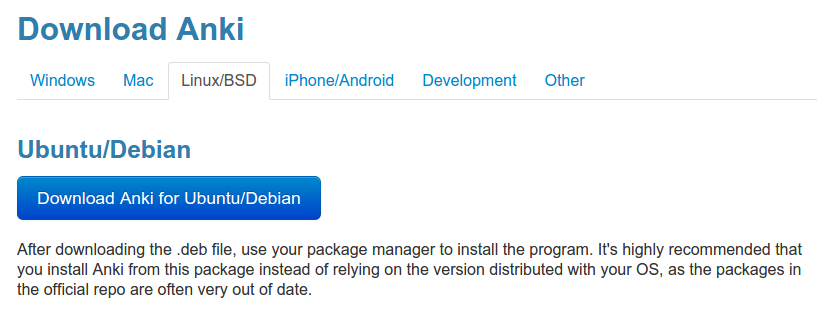 Download Anki
Windows Mac Linux/BSD iPhone/Android Development Other
Ubuntu/Debian
Download Anki for Ubuntu/Debian
After downloading the .deb file, use your package manager to install the program. It's highly recommended that
you install Anki from this package instead of relying on the version distributed with your OS, as the packages in
the official repo are often very out of date.